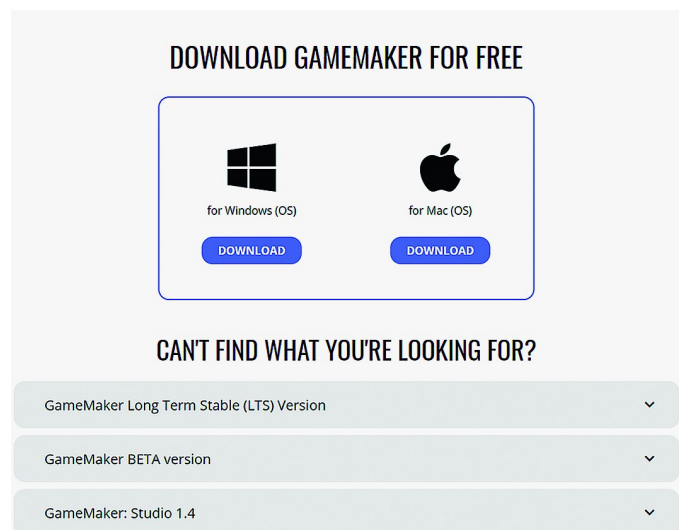 DOWNLOAD GAMEMAKER FOR FREE
for Windows (OS)
for Mac (OS)
DOWNLOAD
DOWNLOAD
CAN'T FIND WHAT YOU'RE LOOKING FOR?
GameMaker Long Term Stable (LTS) Version
GameMaker BETA version
GameMaker: Studio 1.4